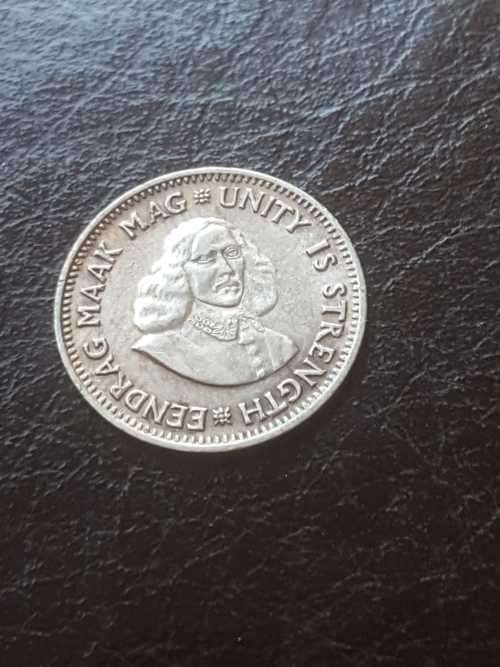 EENDRAG MAAK MAG ※ UNITY IS STRENGTH ※